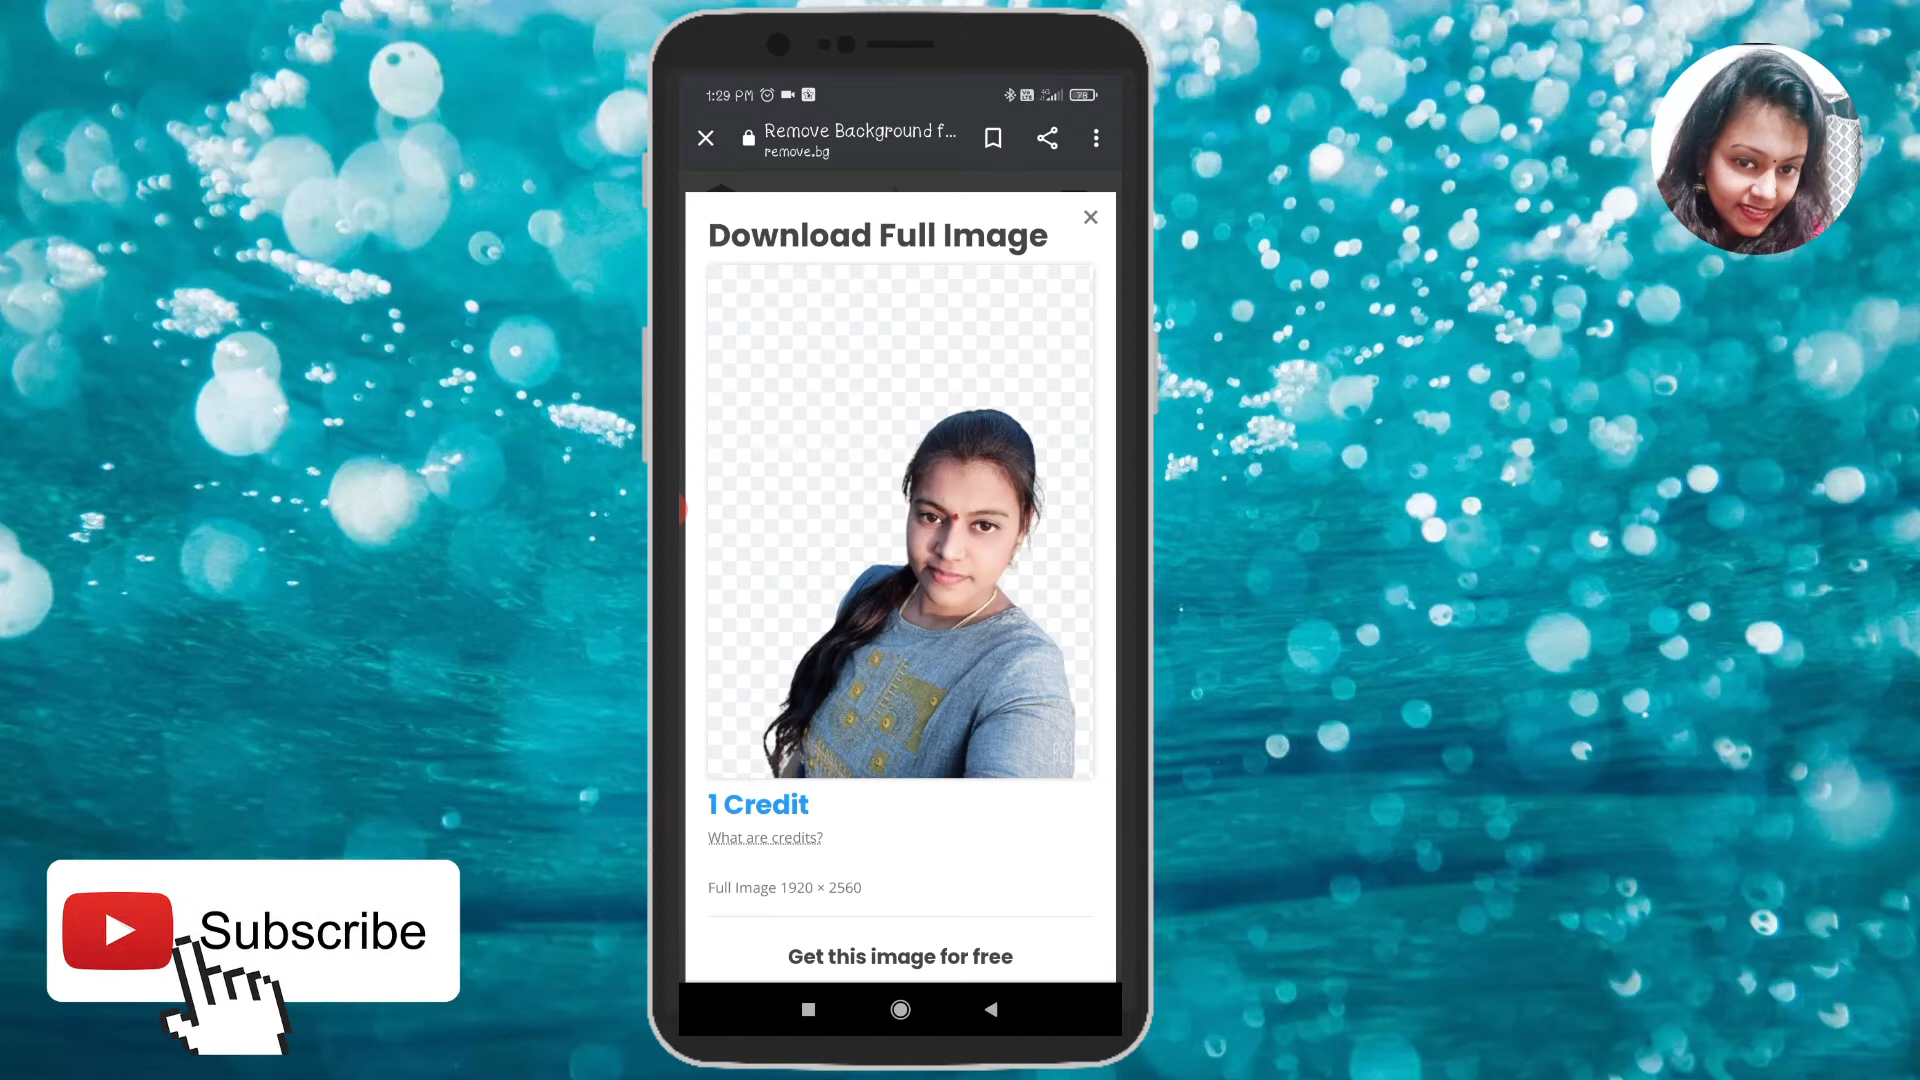 1:29 PM
78
Remove Background f...
remove.bg
Download Full Image
1 Credit
What are credits?
Full Image 1920 × 2560
Get this image for free
Subscribe